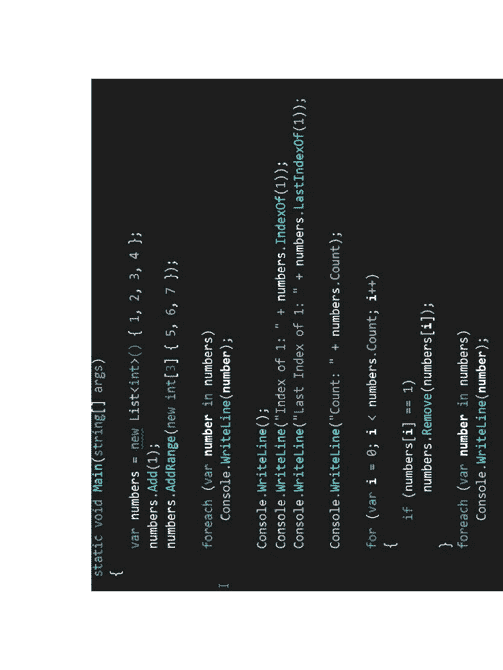 static void Main(string[] args)
{
var numbers = new List<int>() { 1, 2, 3, 4 };
numbers.Add(1);
numbers.AddRange(new int[3] { 5, 6, 7 });
foreach (var number in numbers)
Console.WriteLine(number);
Console.WriteLine();
Console.WriteLine("Index of 1: " + numbers.IndexOf(1));
Console.WriteLine("Last Index of 1: " + numbers.LastIndexOf(1));
Console.WriteLine("Count: " + numbers.Count);
for (var i = 0; i < numbers.Count; i++)
{
if (numbers[i] == 1)
numbers.Remove(numbers[i]);
}
foreach (var number in numbers)
Console.WriteLine(number);